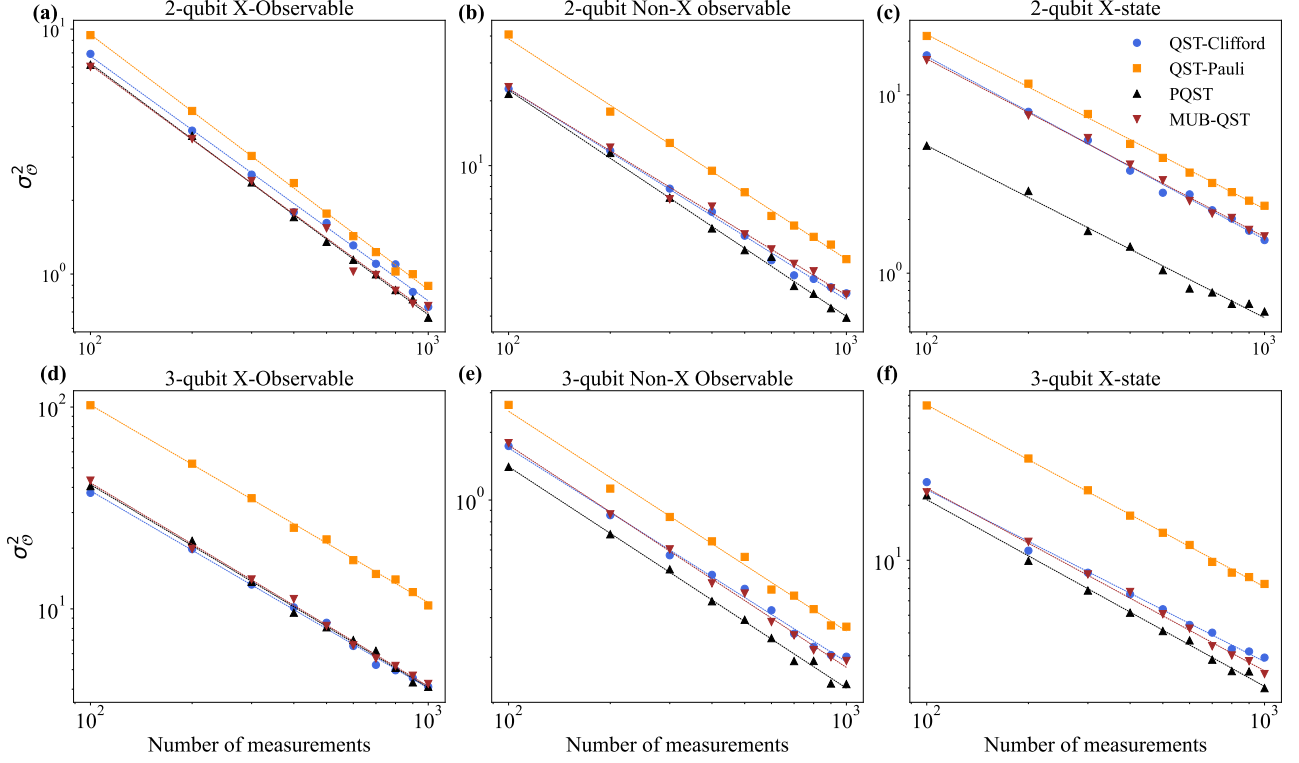 (a) 2-qubit X-Observable
(b) 2-qubit Non-X observable
(c) 2-qubit X-state
10¹
10⁰
σ²_𝒪
10² 10³
10¹
10² 10³
10¹
10⁰
10² 10³
QST-Clifford
QST-Pauli
PQST
MUB-QST
(d) 3-qubit X-Observable
(e) 3-qubit Non-X Observable
(f) 3-qubit X-state
10²
10¹
σ²_𝒪
10² 10³
Number of measurements
10⁰
10² 10³
Number of measurements
10¹
10² 10³
Number of measurements